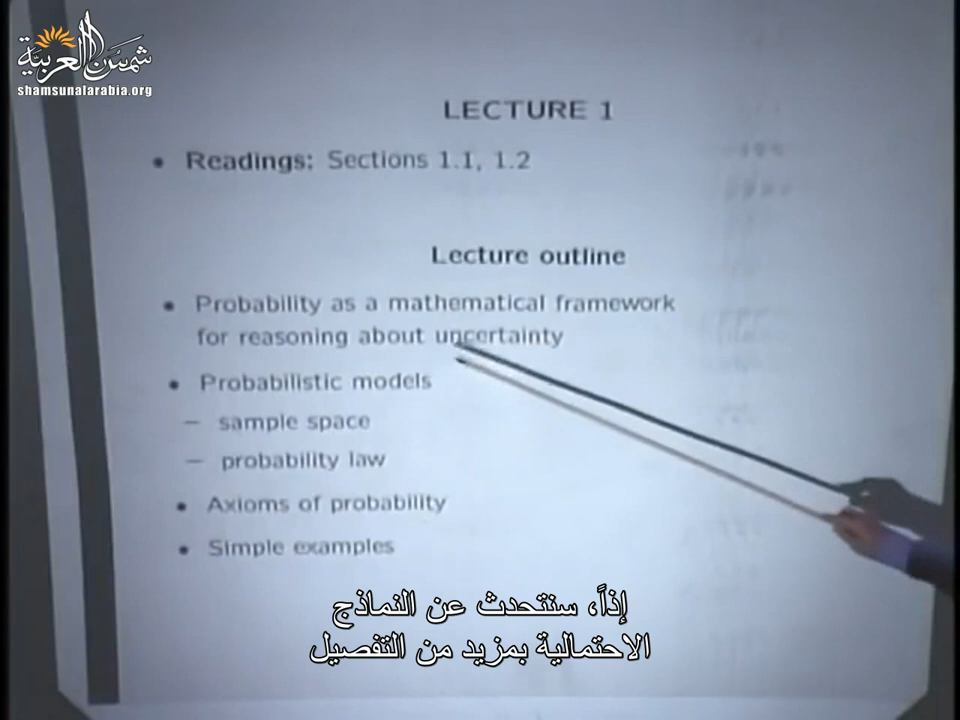 شمس العربية
shamsunalarabia.org
LECTURE 1
• Readings: Sections 1.1, 1.2
Lecture outline
• Probability as a mathematical framework
for reasoning about uncertainty
• Probabilistic models
– sample space
– probability law
• Axioms of probability
• Simple examples
إذاً، سنتحدث عن النماذج
الاحتمالية بمزيد من التفصيل